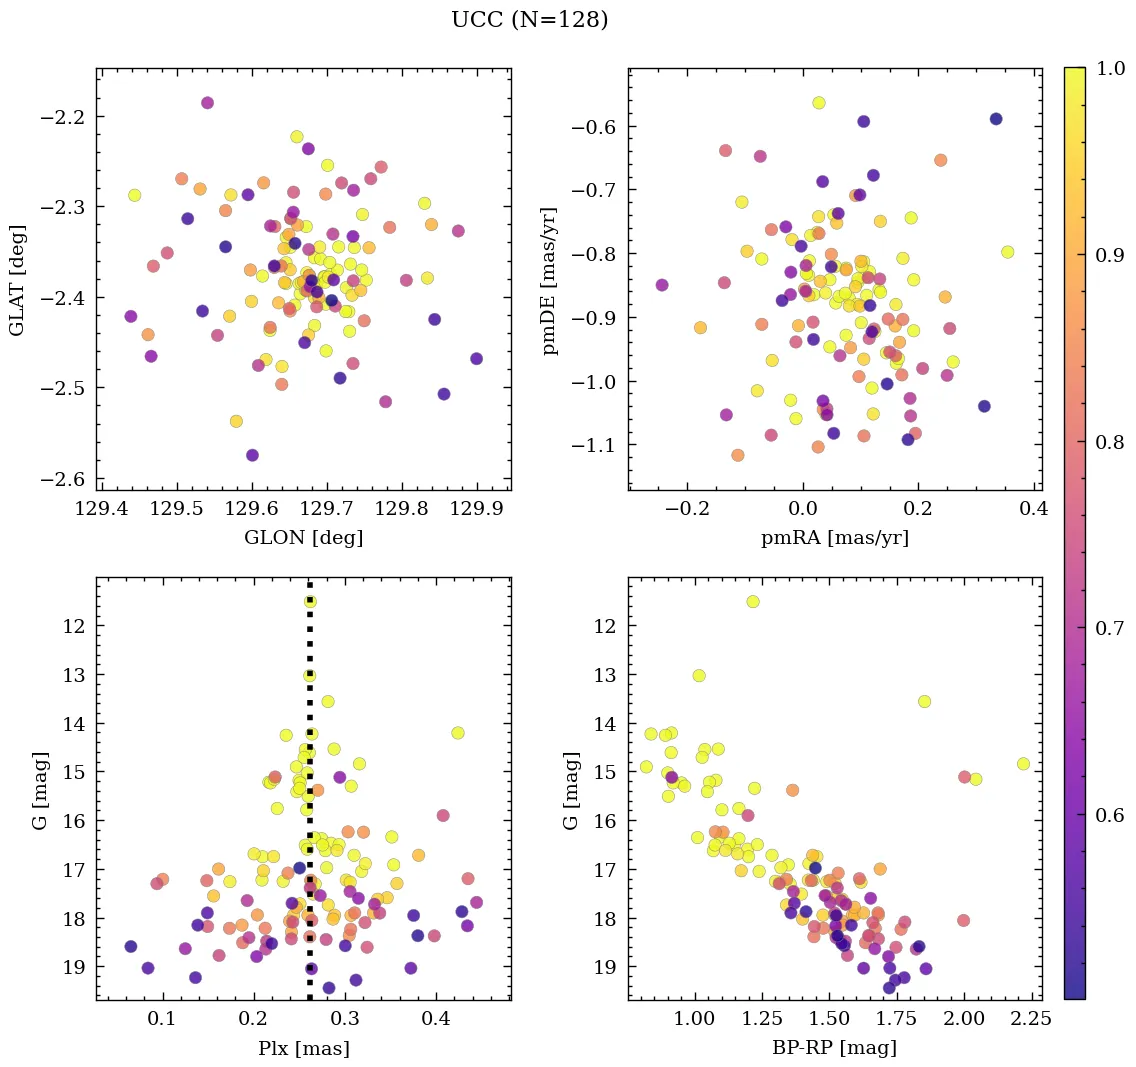 UCC (N=128)
−2.2
−2.3
−2.4
−2.5
−2.6
GLAT [deg]
129.4 129.5 129.6 129.7 129.8 129.9
GLON [deg]
−0.6
−0.7
−0.8
−0.9
−1.0
−1.1
pmDE [mas/yr]
−0.2 0.0 0.2 0.4
pmRA [mas/yr]
12
13
14
15
16
17
18
19
G [mag]
0.1 0.2 0.3 0.4
Plx [mas]
12
13
14
15
16
17
18
19
G [mag]
1.00 1.25 1.50 1.75 2.00 2.25
BP-RP [mag]
1.0
0.9
0.8
0.7
0.6